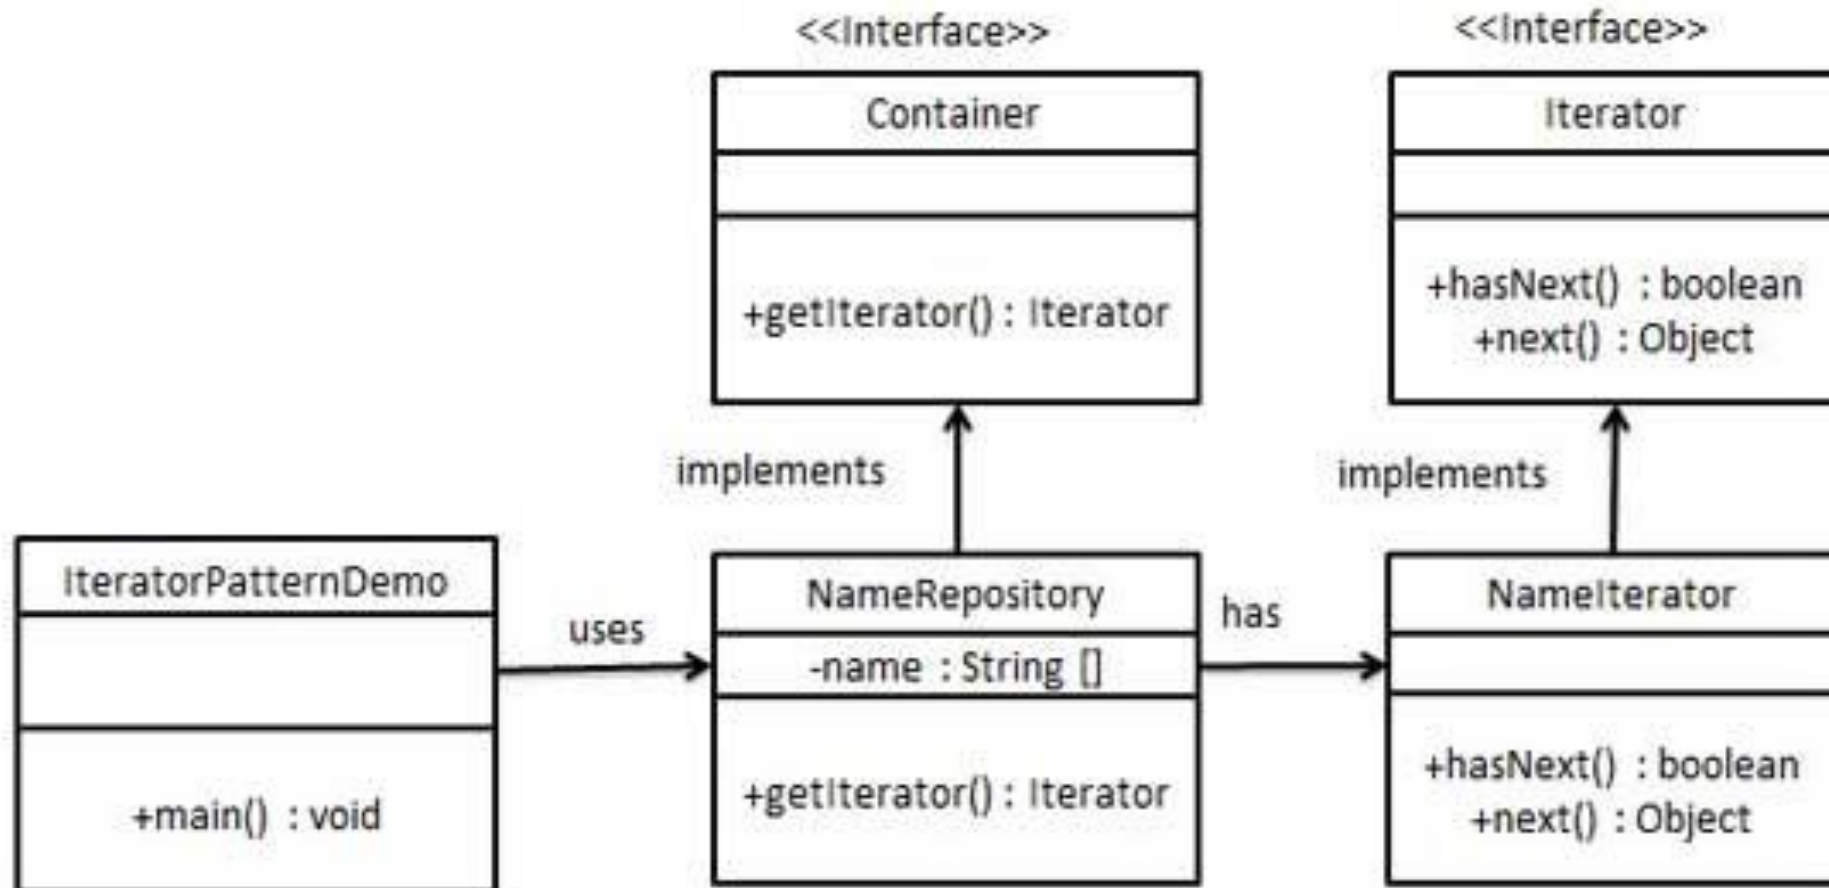 <<Interface>>
Container
+getIterator() : Iterator
<<Interface>>
Iterator
+hasNext() : boolean
+next() : Object
implements
implements
IteratorPatternDemo
+main() : void
uses
NameRepository
-name : String []
+getIterator() : Iterator
has
NameIterator
+hasNext() : boolean
+next() : Object